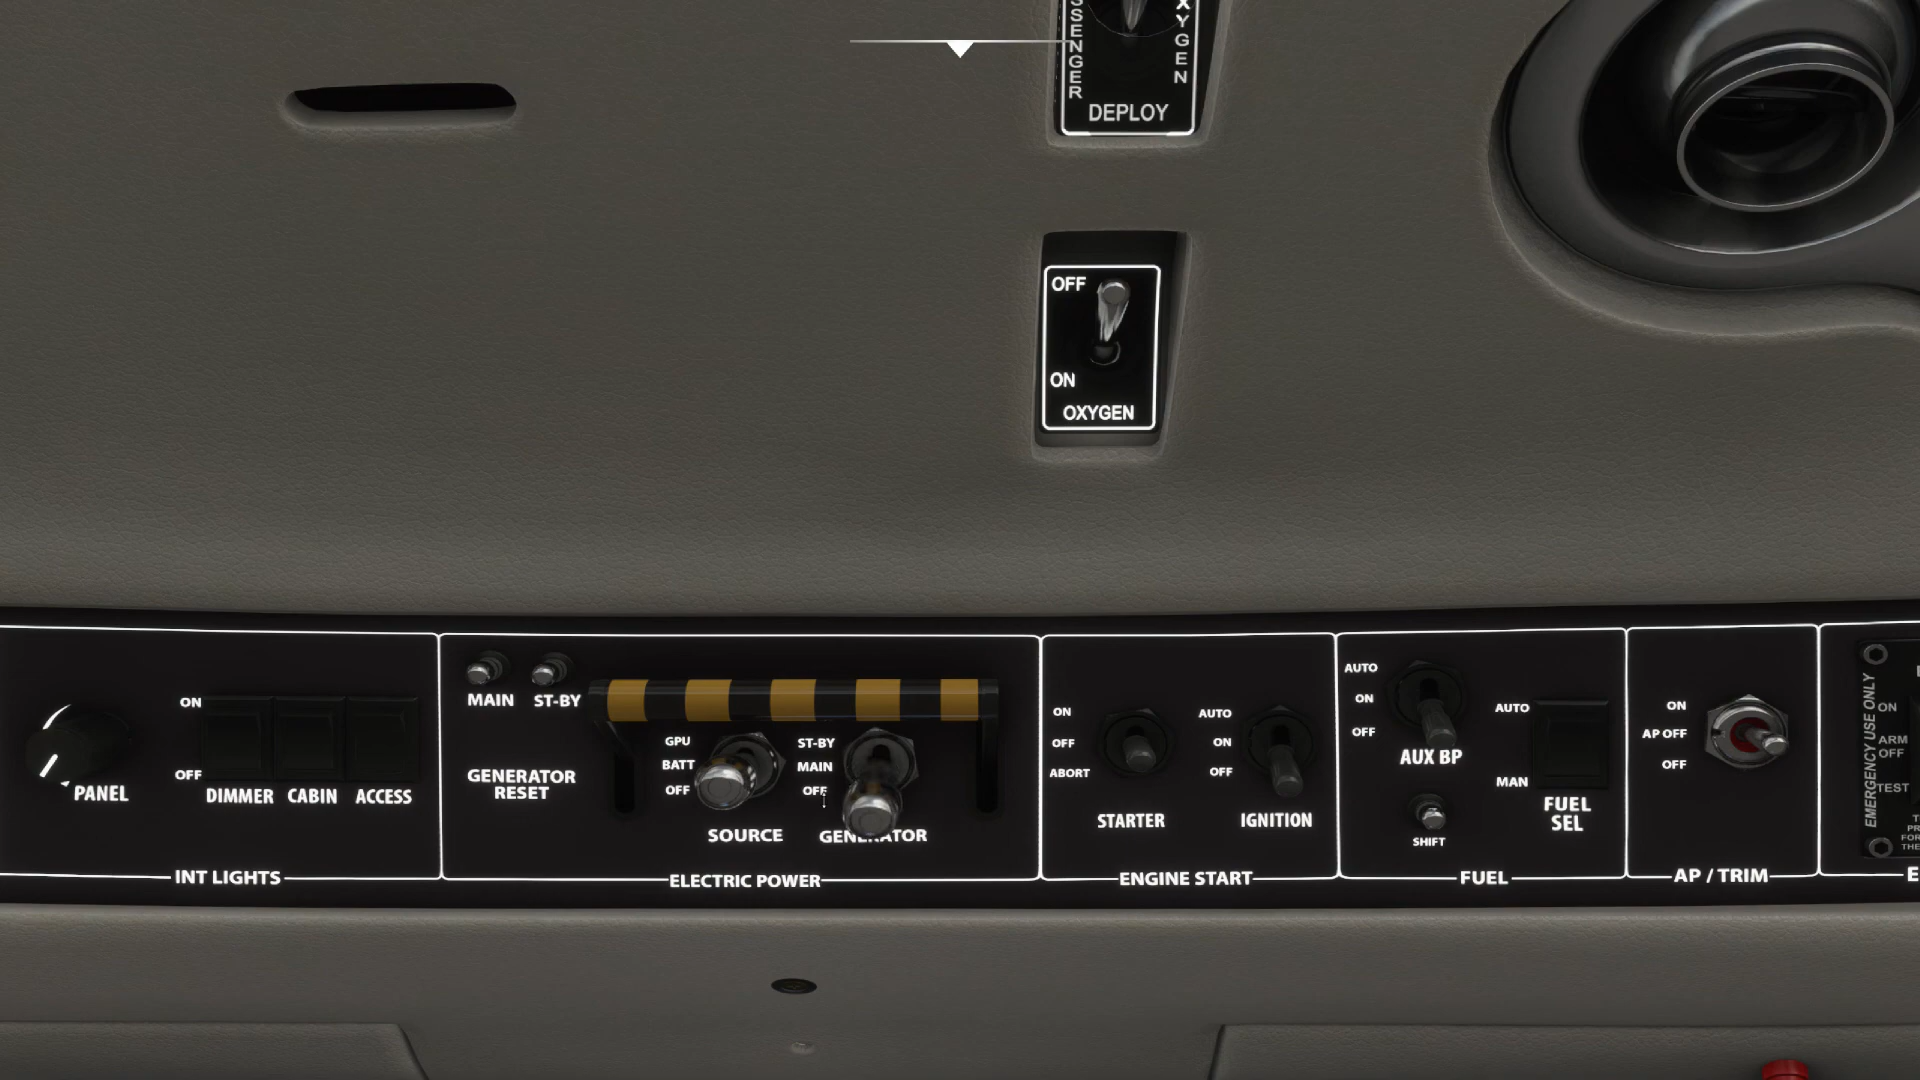 OXYGEN
DEPLOY
OFF
ON
OXYGEN
PANEL
ON
OFF
DIMMER
CABIN
ACCESS
INT LIGHTS
MAIN
ST-BY
GENERATOR
RESET
GPU
BATT
OFF
SOURCE
ST-BY
MAIN
OFF
GENERATOR
ELECTRIC POWER
ON
OFF
ABORT
STARTER
AUTO
ON
OFF
IGNITION
ENGINE START
AUTO
ON
OFF
AUX BP
SHIFT
AUTO
MAN
FUEL
SEL
FUEL
ON
AP OFF
OFF
AP / TRIM
EMERGENCY USE ONLY
ON
ARM
OFF
TEST